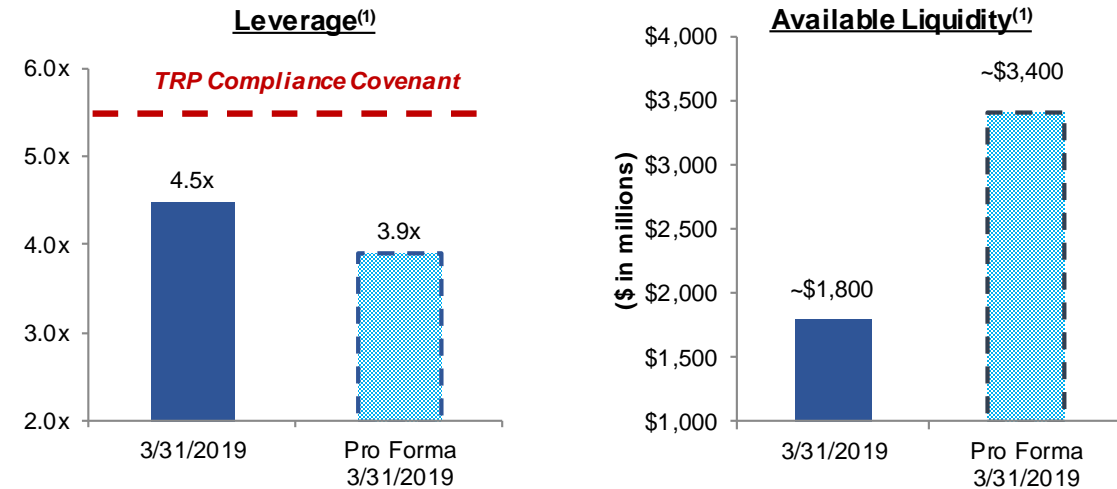 Leverage(1)
6.0x
TRP Compliance Covenant
5.0x
4.5x
4.0x
3.9x
3.0x
2.0x
3/31/2019
Pro Forma
3/31/2019
Available Liquidity(1)
($ in millions)
$4,000
~$3,400
$3,500
$3,000
$2,500
$2,000
~$1,800
$1,500
$1,000
3/31/2019
Pro Forma
3/31/2019